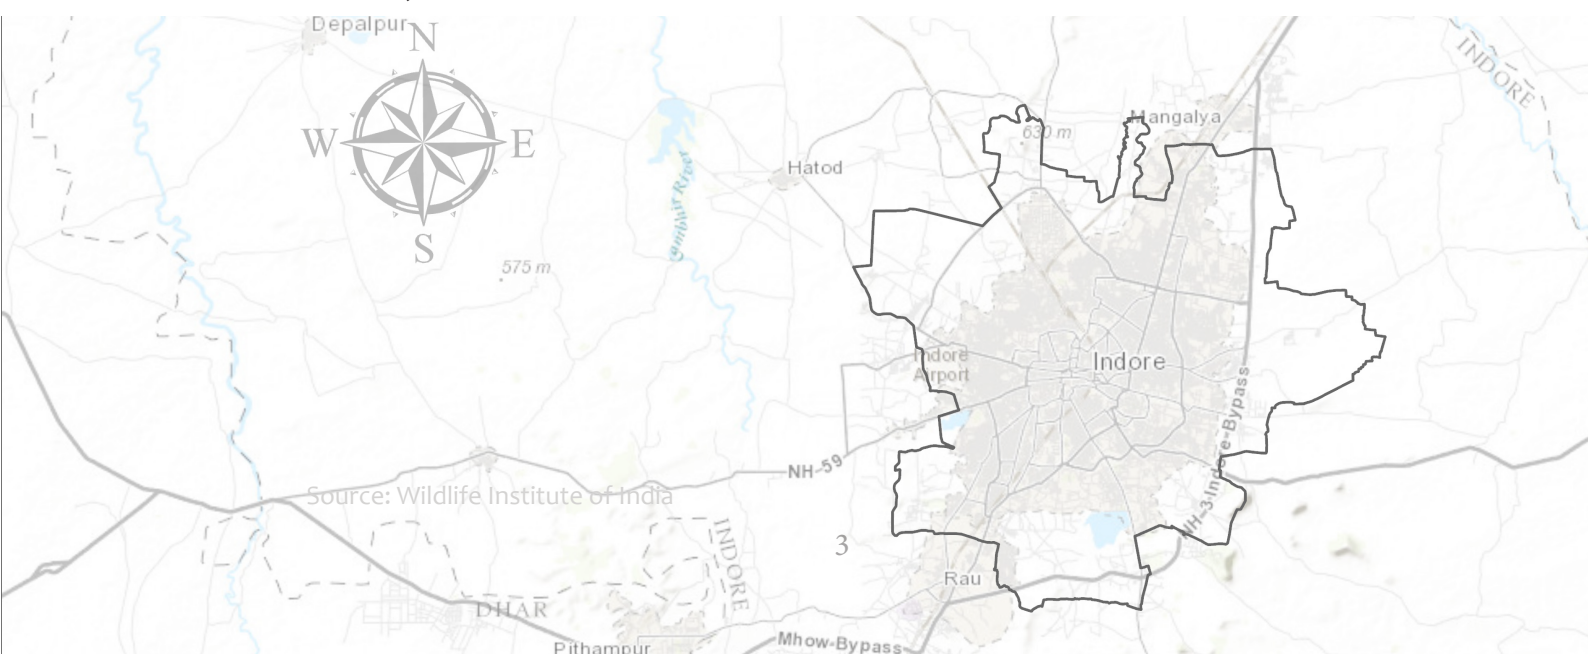 Depalpur
N
INDORE
Mangalya
630 m
W
E
Hatod
Gambhir River
S
575 m
Indore
Airport
Indore
NH-3-Indore-Bypass
NH-59
Source: Wildlife Institute of India
INDORE
3
Rau
DHAR
Pithampur
Mhow-Bypass